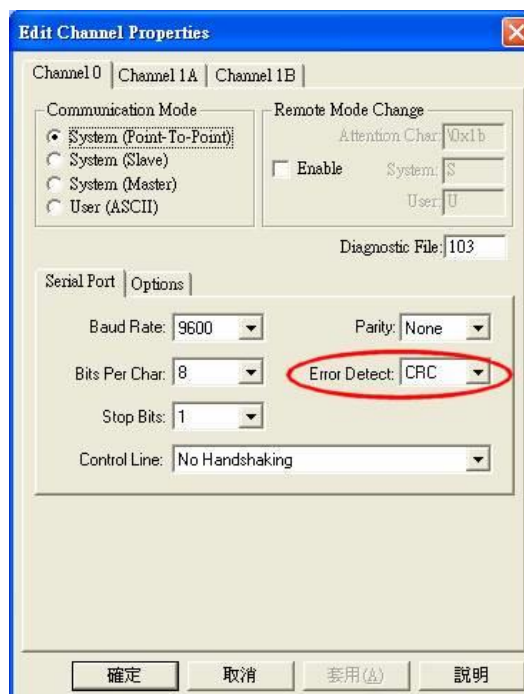 Edit Channel Properties
Channel 0 Channel 1A Channel 1B
Communication Mode
System (Point-To-Point)
System (Slave)
System (Master)
User (ASCII)
Remote Mode Change
Attention Char: \0x1b
Enable System: S
User: U
Diagnostic File: 103
Serial Port Options
Baud Rate: 9600 Parity: None
Bits Per Char: 8 Error Detect: CRC
Stop Bits: 1
Control Line: No Handshaking
確定 取消 套用(A) 說明